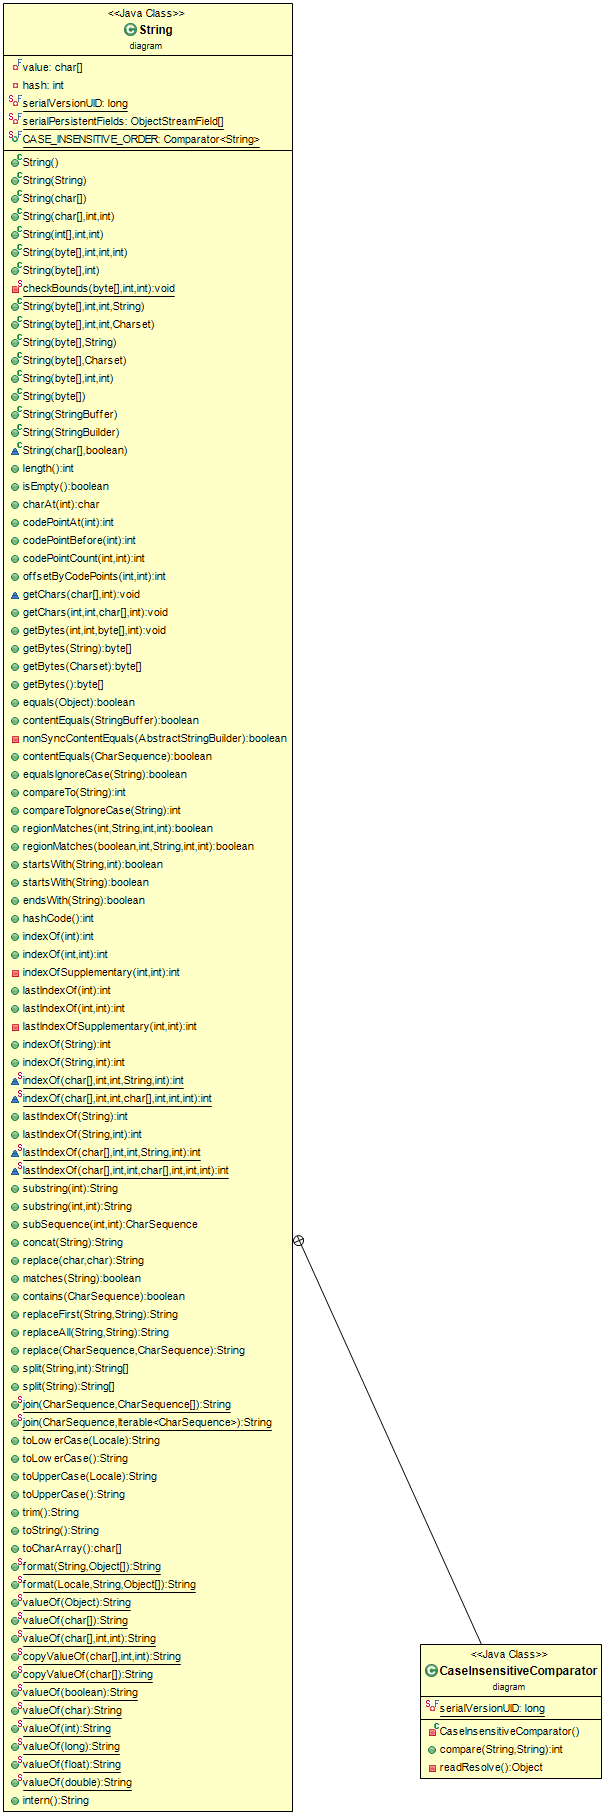 <<Java Class>>
String
diagram
value: char[]
hash: int
serialVersionUID: long
serialPersistentFields: ObjectStreamField[]
CASE_INSENSITIVE_ORDER: Comparator<String>
String()
String(String)
String(char[])
String(char[],int,int)
String(int[],int,int)
String(byte[],int,int,int)
String(byte[],int)
checkBounds(byte[],int,int):void
String(byte[],int,int,String)
String(byte[],int,int,Charset)
String(byte[],String)
String(byte[],Charset)
String(byte[],int,int)
String(byte[])
String(StringBuffer)
String(StringBuilder)
String(char[],boolean)
length():int
isEmpty():boolean
charAt(int):char
codePointAt(int):int
codePointBefore(int):int
codePointCount(int,int):int
offsetByCodePoints(int,int):int
getChars(char[],int):void
getChars(int,int,char[],int):void
getBytes(int,int,byte[],int):void
getBytes(String):byte[]
getBytes(Charset):byte[]
getBytes():byte[]
equals(Object):boolean
contentEquals(StringBuffer):boolean
nonSyncContentEquals(AbstractStringBuilder):boolean
contentEquals(CharSequence):boolean
equalsIgnoreCase(String):boolean
compareTo(String):int
compareToIgnoreCase(String):int
regionMatches(int,String,int,int):boolean
regionMatches(boolean,int,String,int,int):boolean
startsWith(String,int):boolean
startsWith(String):boolean
endsWith(String):boolean
hashCode():int
indexOf(int):int
indexOf(int,int):int
indexOfSupplementary(int,int):int
lastIndexOf(int):int
lastIndexOf(int,int):int
lastIndexOfSupplementary(int,int):int
indexOf(String):int
indexOf(String,int):int
indexOf(char[],int,int,String,int):int
indexOf(char[],int,int,char[],int,int,int):int
lastIndexOf(String):int
lastIndexOf(String,int):int
lastIndexOf(char[],int,int,String,int):int
lastIndexOf(char[],int,int,char[],int,int,int):int
substring(int):String
substring(int,int):String
subSequence(int,int):CharSequence
concat(String):String
replace(char,char):String
matches(String):boolean
contains(CharSequence):boolean
replaceFirst(String,String):String
replaceAll(String,String):String
replace(CharSequence,CharSequence):String
split(String,int):String[]
split(String):String[]
join(CharSequence,CharSequence[]):String
join(CharSequence,Iterable<CharSequence>):String
toLowerCase(Locale):String
toLowerCase():String
toUpperCase(Locale):String
toUpperCase():String
trim():String
toString():String
toCharArray():char[]
format(String,Object[]):String
format(Locale,String,Object[]):String
valueOf(Object):String
valueOf(char[]):String
valueOf(char[],int,int):String
copyValueOf(char[],int,int):String
copyValueOf(char[]):String
valueOf(boolean):String
valueOf(char):String
valueOf(int):String
valueOf(long):String
valueOf(float):String
valueOf(double):String
intern():String
<<Java Class>>
CaseInsensitiveComparator
diagram
serialVersionUID: long
CaseInsensitiveComparator()
compare(String,String):int
readResolve():Object